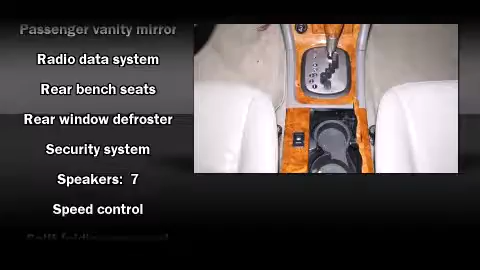 Passenger vanity mirror
Radio data system
Rear bench seats
Rear window defroster
Security system
Speakers: 7
Speed control